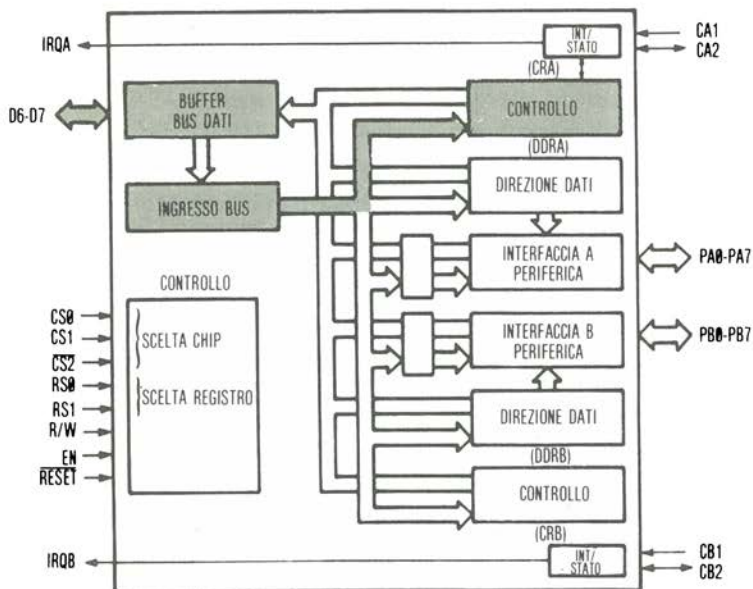 IRQA
INT/
STATO
CA1
CA2
(CRA)
D6-D7
BUFFER
BUS DATI
CONTROLLO
(DDRA)
INGRESSO BUS
DIREZIONE DATI
INTERFACCIA A
PERIFERICA
PA0-PA7
CONTROLLO
CS0
CS1
CS2
SCELTA CHIP
INTERFACCIA B
PERIFERICA
PB0-PB7
RS0
RS1
SCELTA REGISTRO
R/W
EN
RESET
DIREZIONE DATI
(DDRB)
CONTROLLO
(CRB)
IRQB
INT/
STATO
CB1
CB2